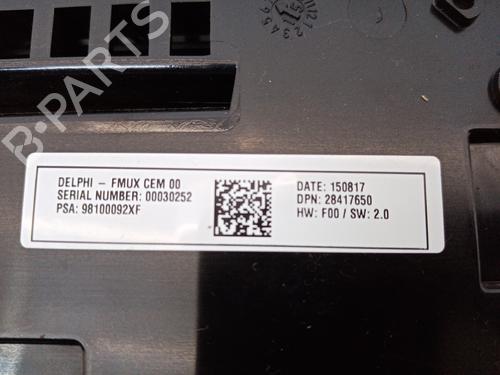 B-PARTS
DELPHI - FMUX CEM 00
SERIAL NUMBER: 00030252
PSA: 98100092XF
DATE: 150817
DPN: 28417650
HW: F00 / SW: 2.0